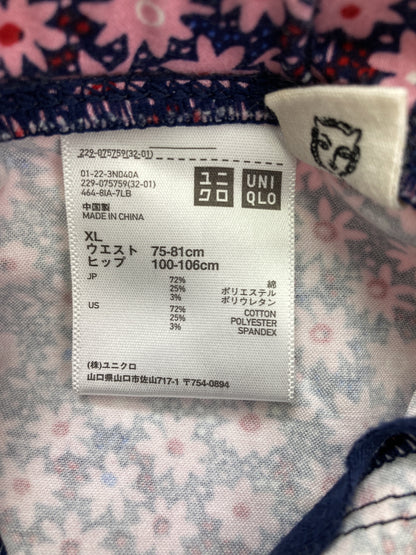 229-075759(32-01)
01-22-3ND40A
229-075759(32-01)
464-8IA-7LB
ユニクロ
UNIQLO
中国製
MADE IN CHINA
XL
ウエスト 75-81cm
ヒップ 100-106cm
JP 72% 綿
25% ポリエステル
3% ポリウレタン
US 72% COTTON
25% POLYESTER
3% SPANDEX
(株)ユニクロ
山口県山口市佐山717-1 〒754-0894